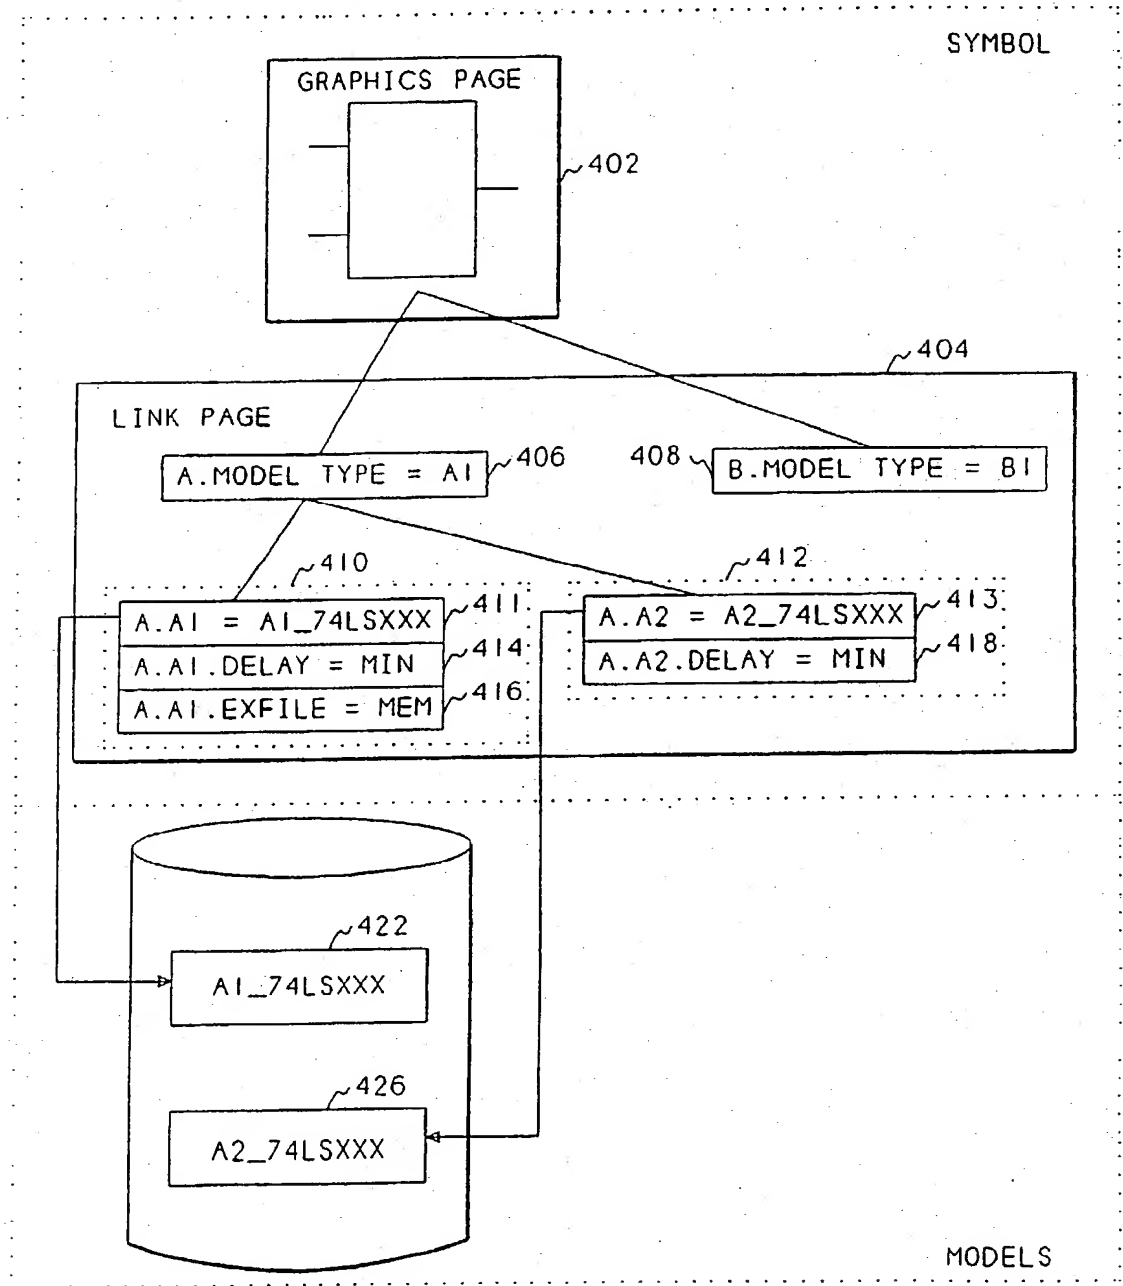 SYMBOL
GRAPHICS PAGE
402
404
LINK PAGE
A.MODEL TYPE = A1
406
408
B.MODEL TYPE = B1
410
412
A.A1 = A1_74LSXXX
411
A.A2 = A2_74LSXXX
413
A.A1.DELAY = MIN
414
A.A2.DELAY = MIN
418
A.A1.EXFILE = MEM
416
422
A1_74LSXXX
426
A2_74LSXXX
MODELS